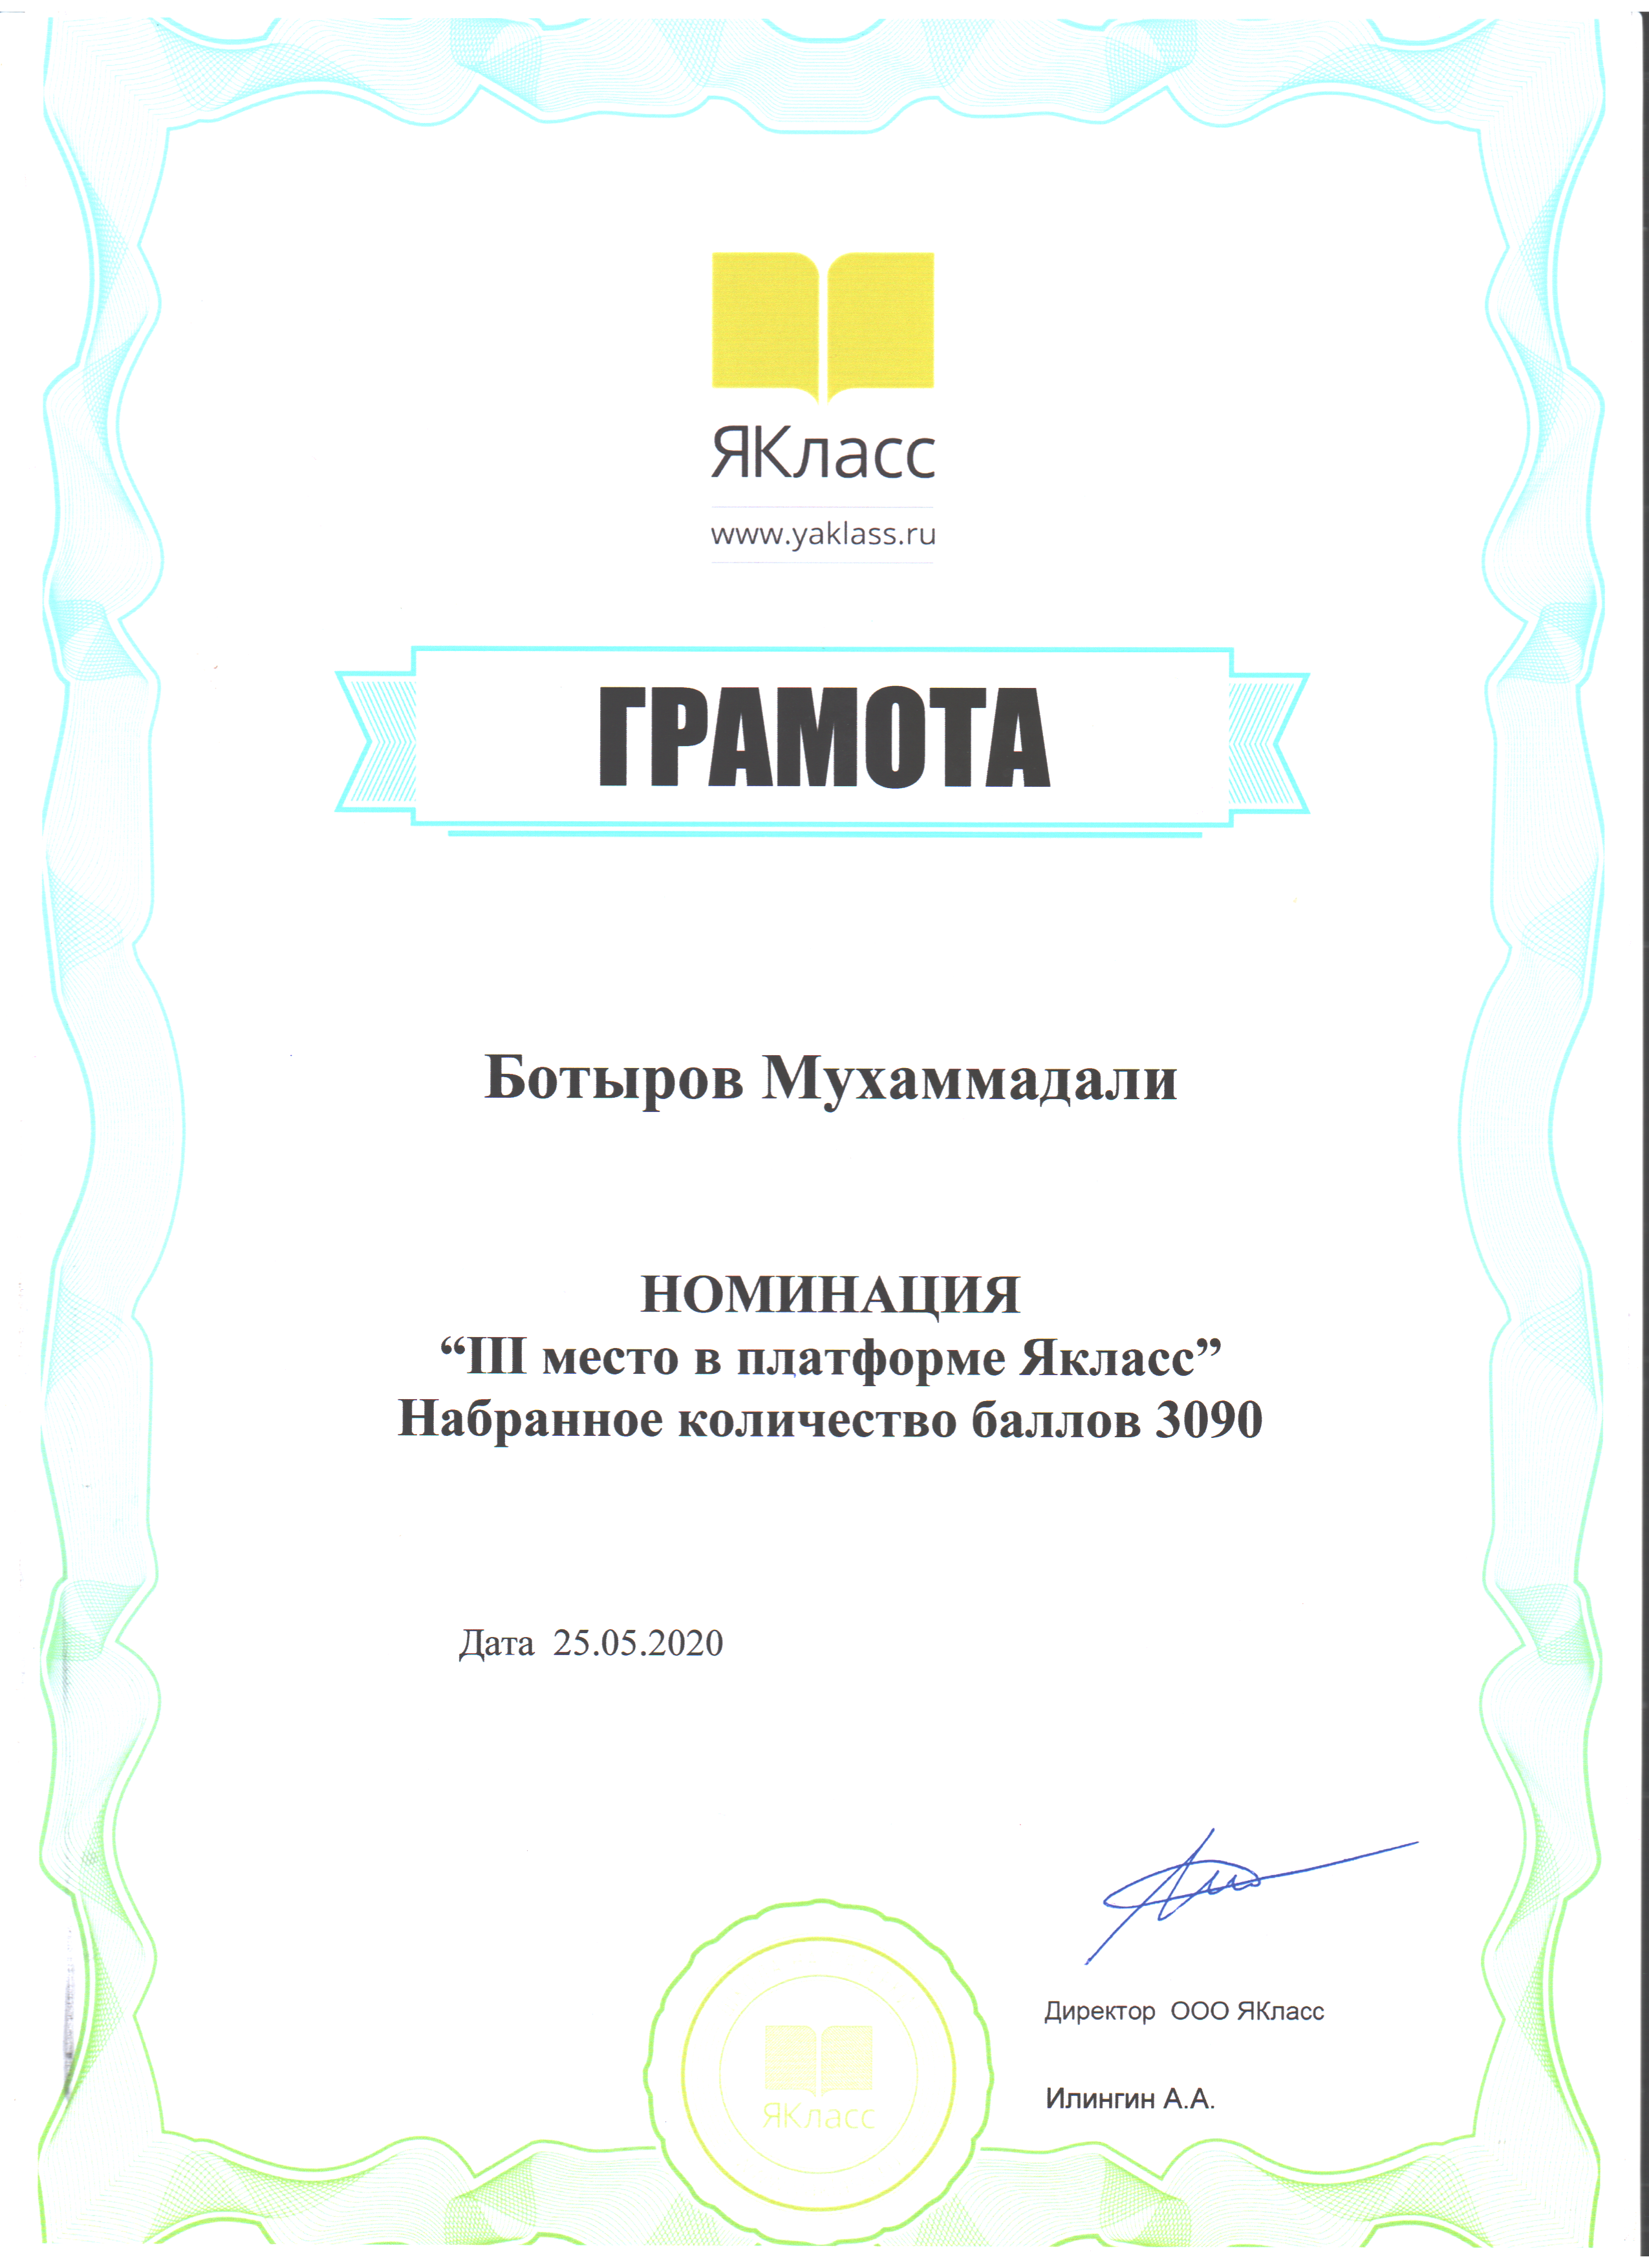 ЯКласс
www.yaklass.ru
ГРАМОТА
Ботыров Мухаммадали
НОМИНАЦИЯ
“III место в платформе Якласс”
Набранное количество баллов 3090
Дата 25.05.2020
Директор ООО ЯКласс
Илингин А.А.
ЯКласс